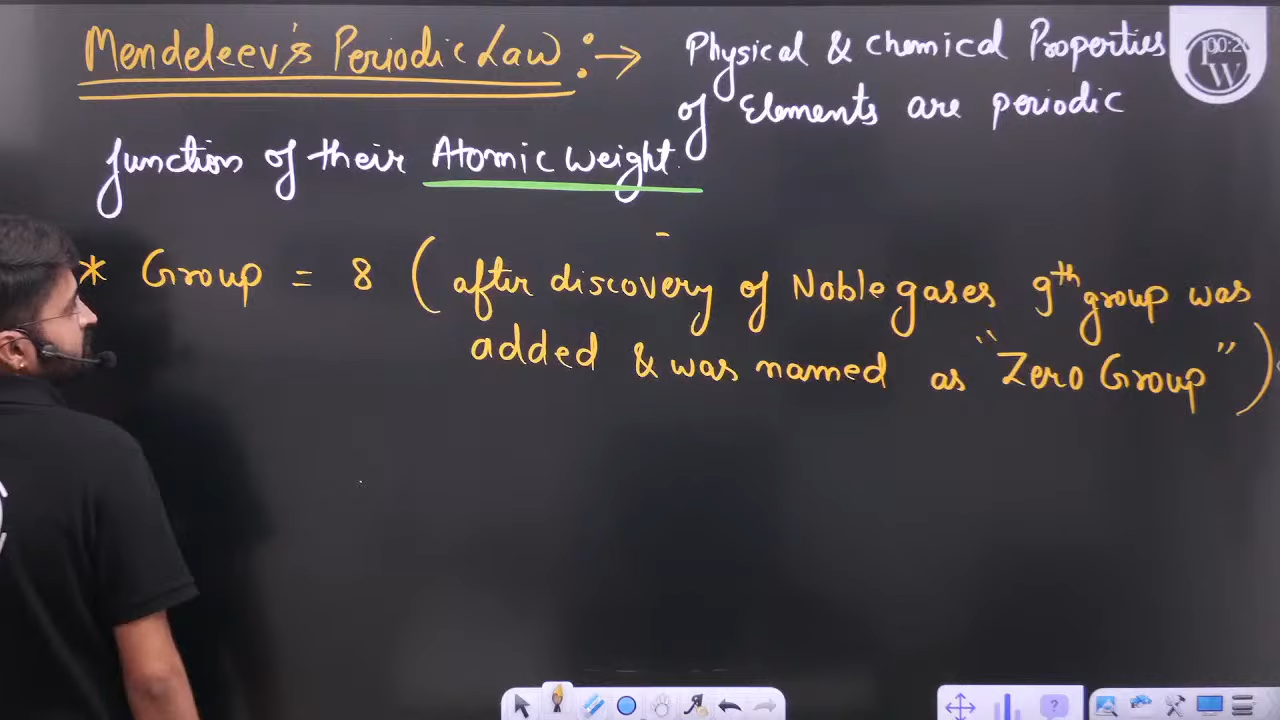 Mendeleev's Periodic Law :→ Physical & Chemical Properties
of Elements are periodic
function of their Atomic Weight.
* Group = 8 ( after discovery of Noble gases 9th group was
added & was named as "Zero Group" )